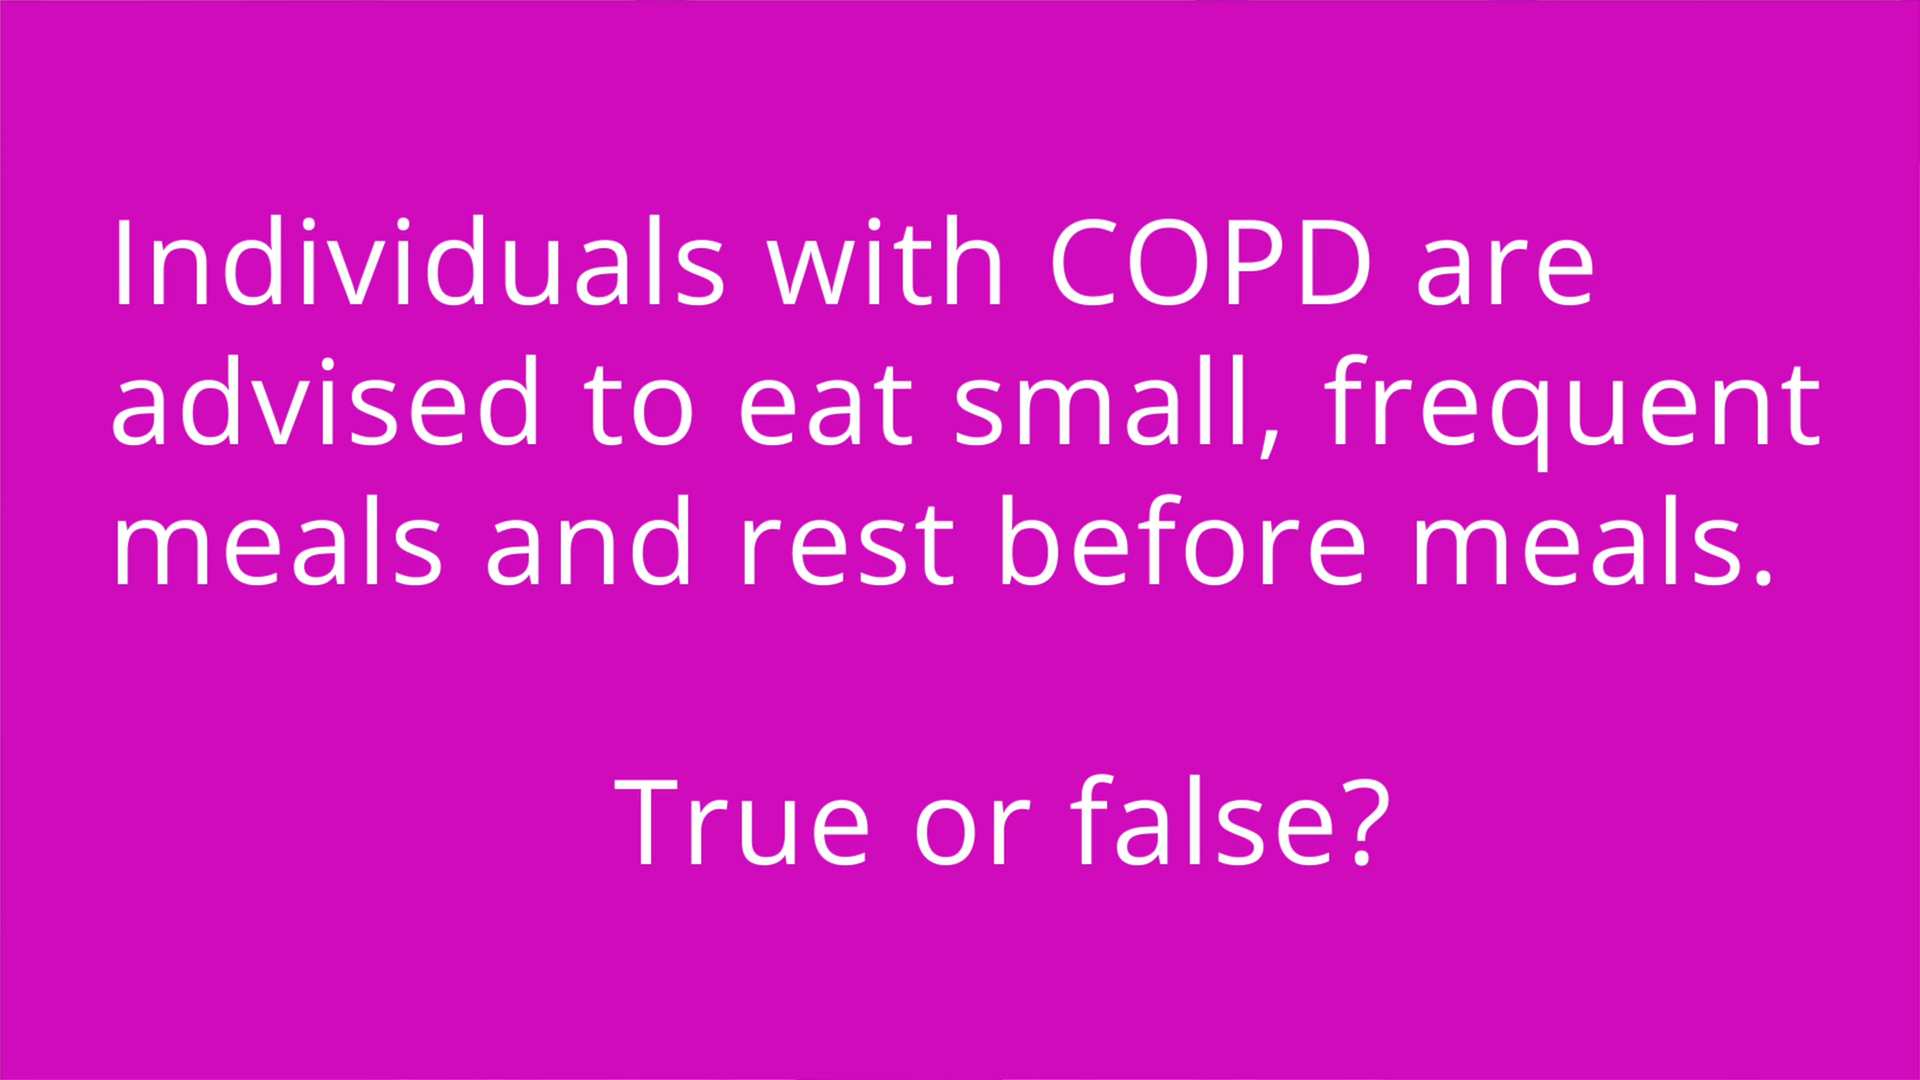 Individuals with COPD are
advised to eat small, frequent
meals and rest before meals.
True or false?